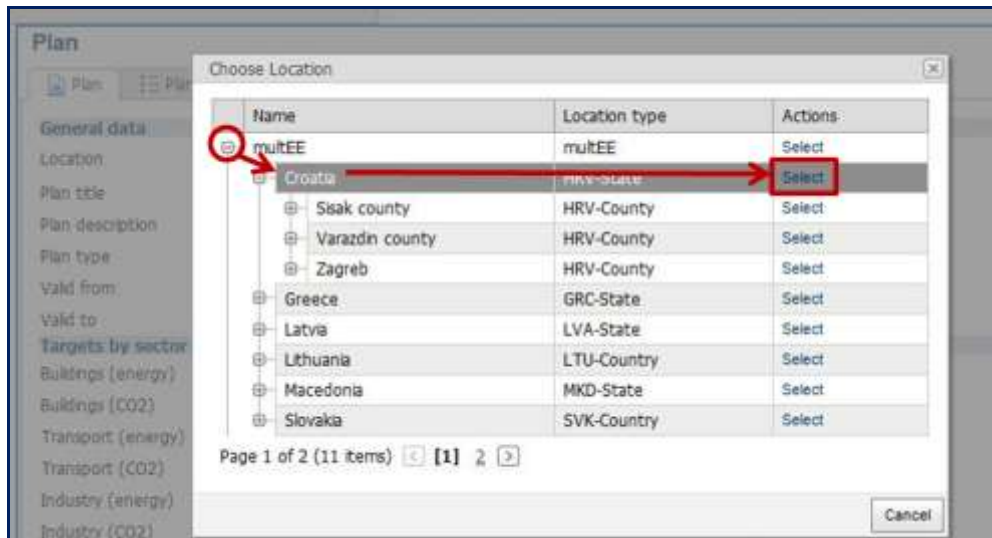 Plan
Plan Plan
General data
Location
Plan title
Plan description
Plan type
Valid from
Valid to
Targets by sector
Buildings (energy)
Buildings (CO2)
Transport (energy)
Transport (CO2)
Industry (energy)
Industry (CO2)
Choose Location
Name Location type Actions
multEE multEE Select
Croatia HRV-State Select
Sisak county HRV-County Select
Varazdin county HRV-County Select
Zagreb HRV-County Select
Greece GRC-State Select
Latvia LVA-State Select
Lithuania LTU-Country Select
Macedonia MKD-State Select
Slovakia SVK-Country Select
Page 1 of 2 (11 items) [1] 2
Cancel